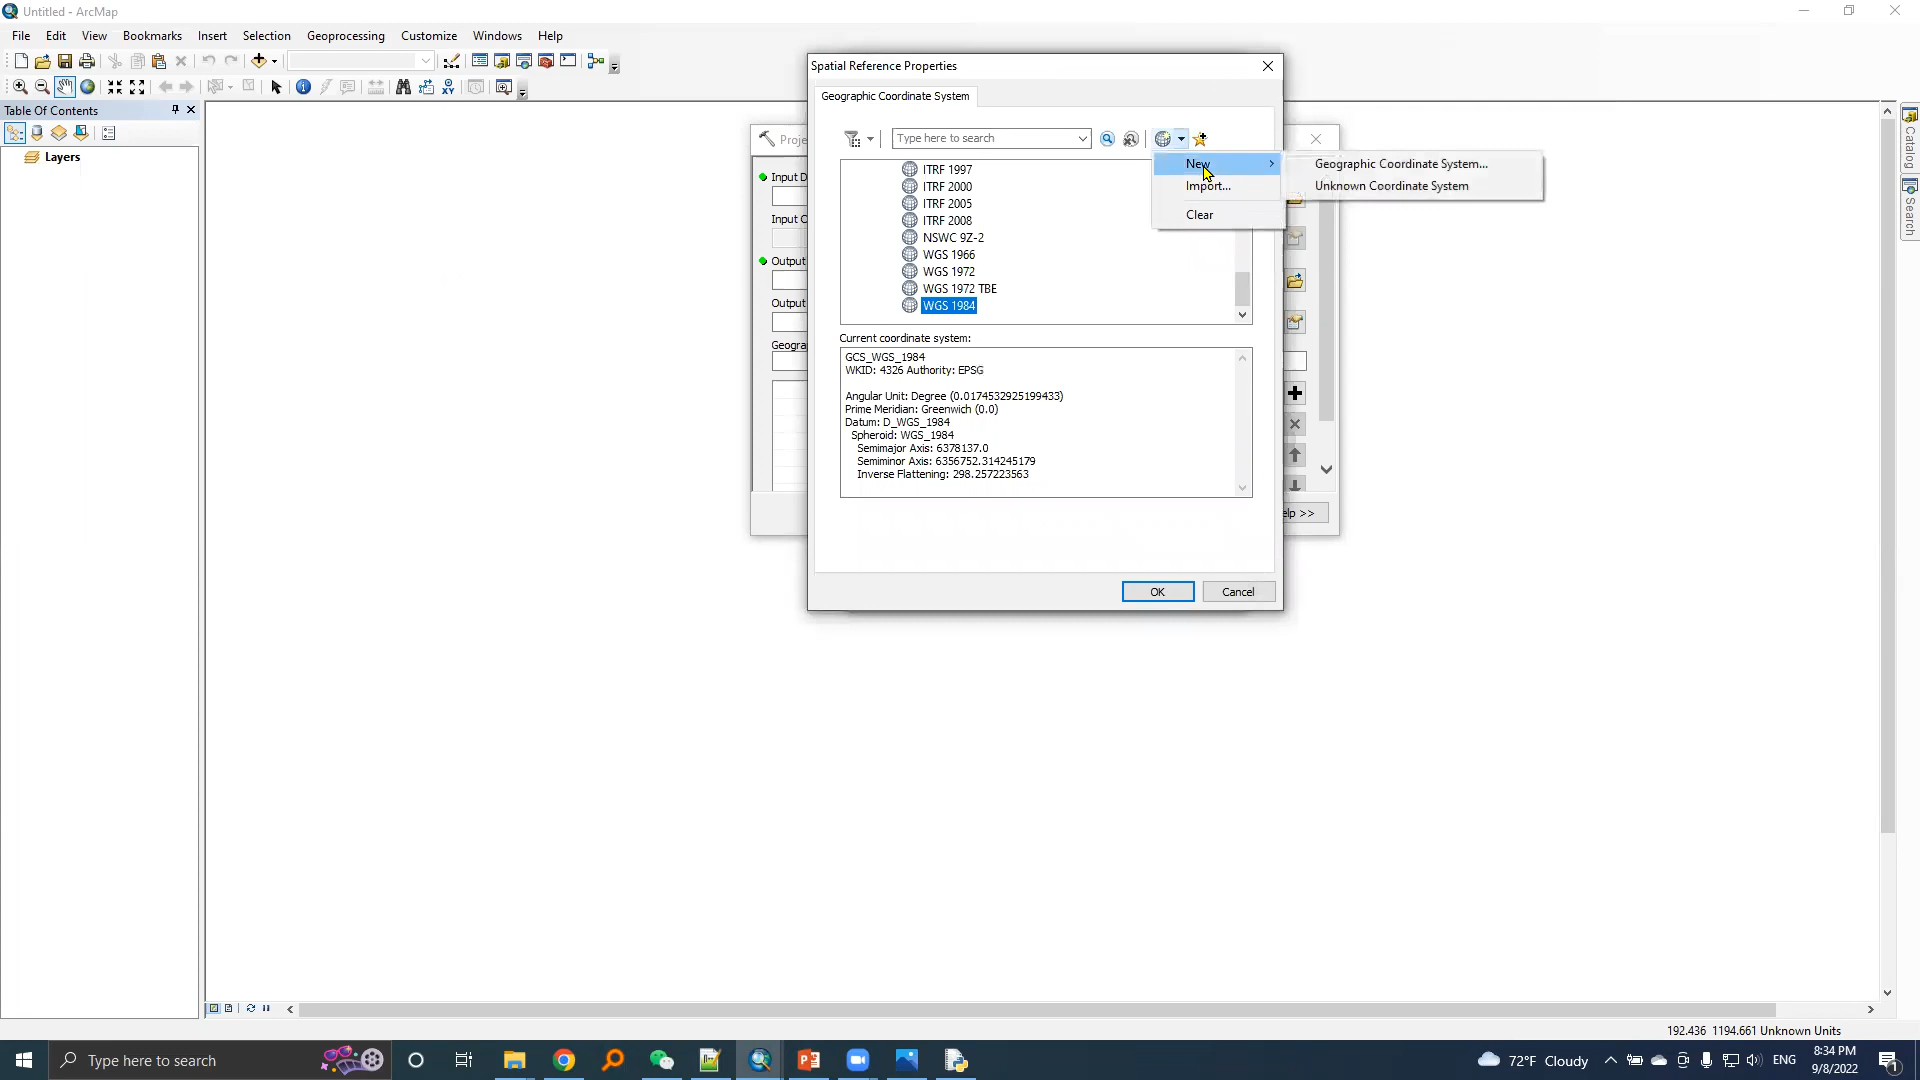 Untitled - ArcMap
File Edit View Bookmarks Insert Selection Geoprocessing Customize Windows Help
Table Of Contents
Layers
Spatial Reference Properties
Geographic Coordinate System
Type here to search
New
Import...
Clear
Geographic Coordinate System...
Unknown Coordinate System
ITRF 1997
ITRF 2000
ITRF 2005
ITRF 2008
NSWC 9Z-2
WGS 1966
WGS 1972
WGS 1972 TBE
WGS 1984
Current coordinate system:
GCS_WGS_1984
WKID: 4326 Authority: EPSG
Angular Unit: Degree (0.0174532925199433)
Prime Meridian: Greenwich (0.0)
Datum: D_WGS_1984
Spheroid: WGS_1984
Semimajor Axis: 6378137.0
Semiminor Axis: 6356752.314245179
Inverse Flattening: 298.257223563
OK Cancel
Proje
Input D
Input C
Output
Output
Geogra
elp >>
Catalog
Search
192.436 1194.661 Unknown Units
Type here to search
72°F Cloudy
ENG
8:34 PM
9/8/2022
1